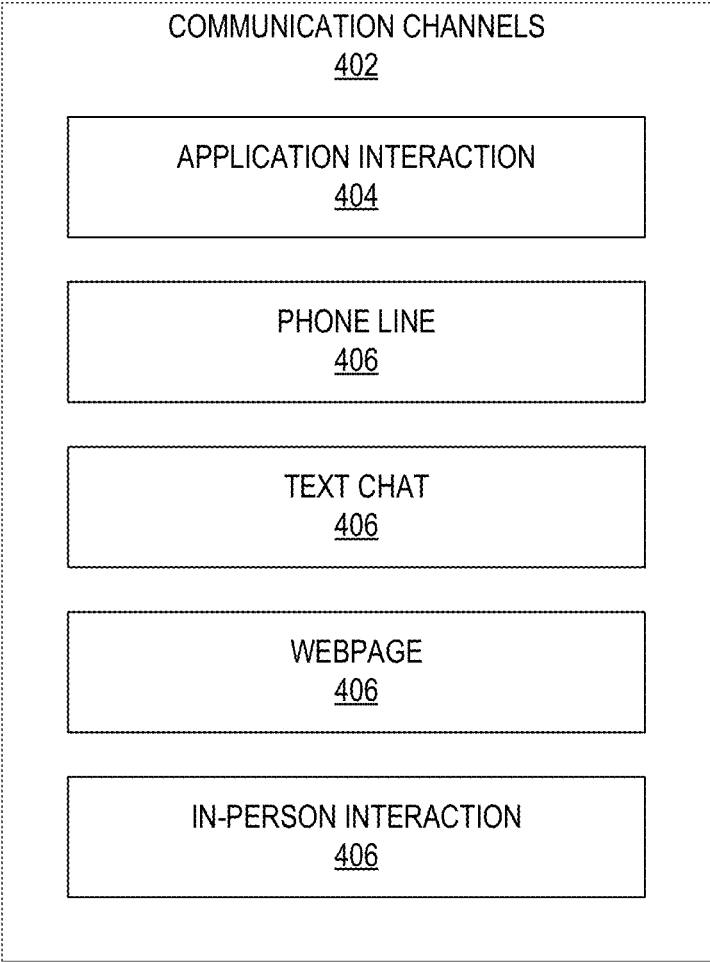 COMMUNICATION CHANNELS
402
APPLICATION INTERACTION
404
PHONE LINE
406
TEXT CHAT
406
WEBPAGE
406
IN-PERSON INTERACTION
406